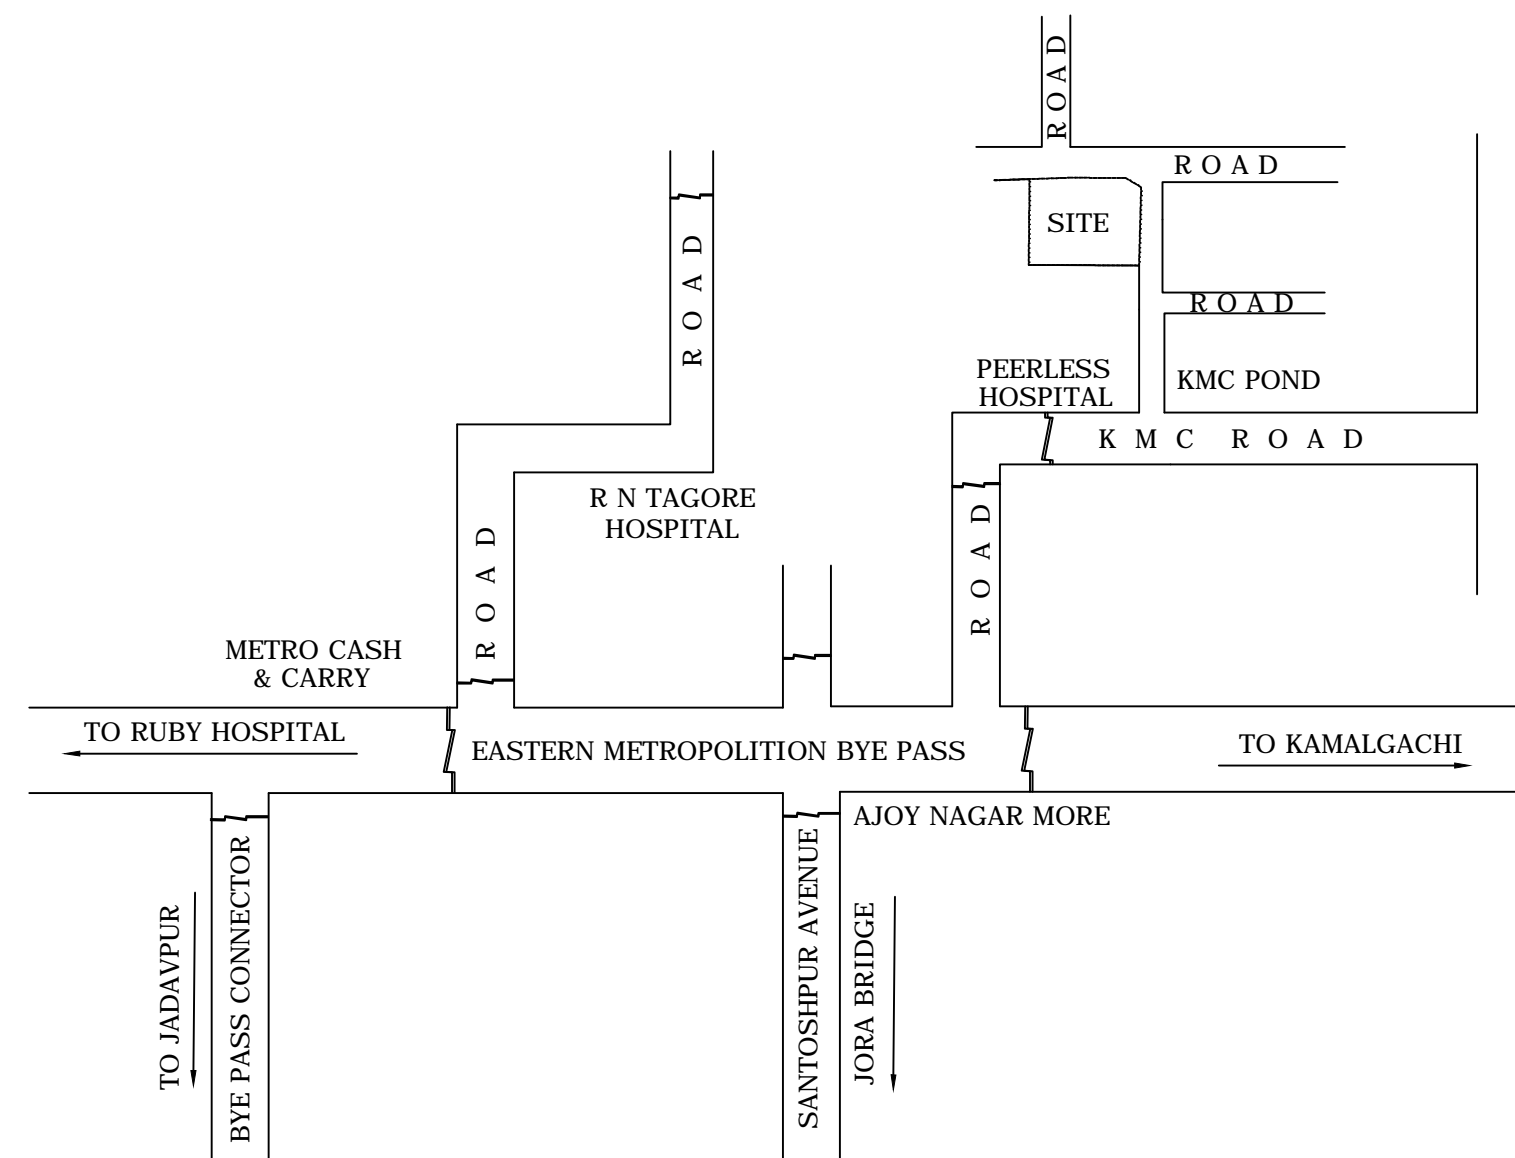 ROAD
ROAD
SITE
ROAD
ROAD
PEERLESS
HOSPITAL
KMC POND
KMC ROAD
R N TAGORE
HOSPITAL
ROAD
ROAD
METRO CASH
& CARRY
TO RUBY HOSPITAL
EASTERN METROPOLITION BYE PASS
TO KAMALGACHI
AJOY NAGAR MORE
TO JADAVPUR
BYE PASS CONNECTOR
SANTOSHPUR AVENUE
JORA BRIDGE